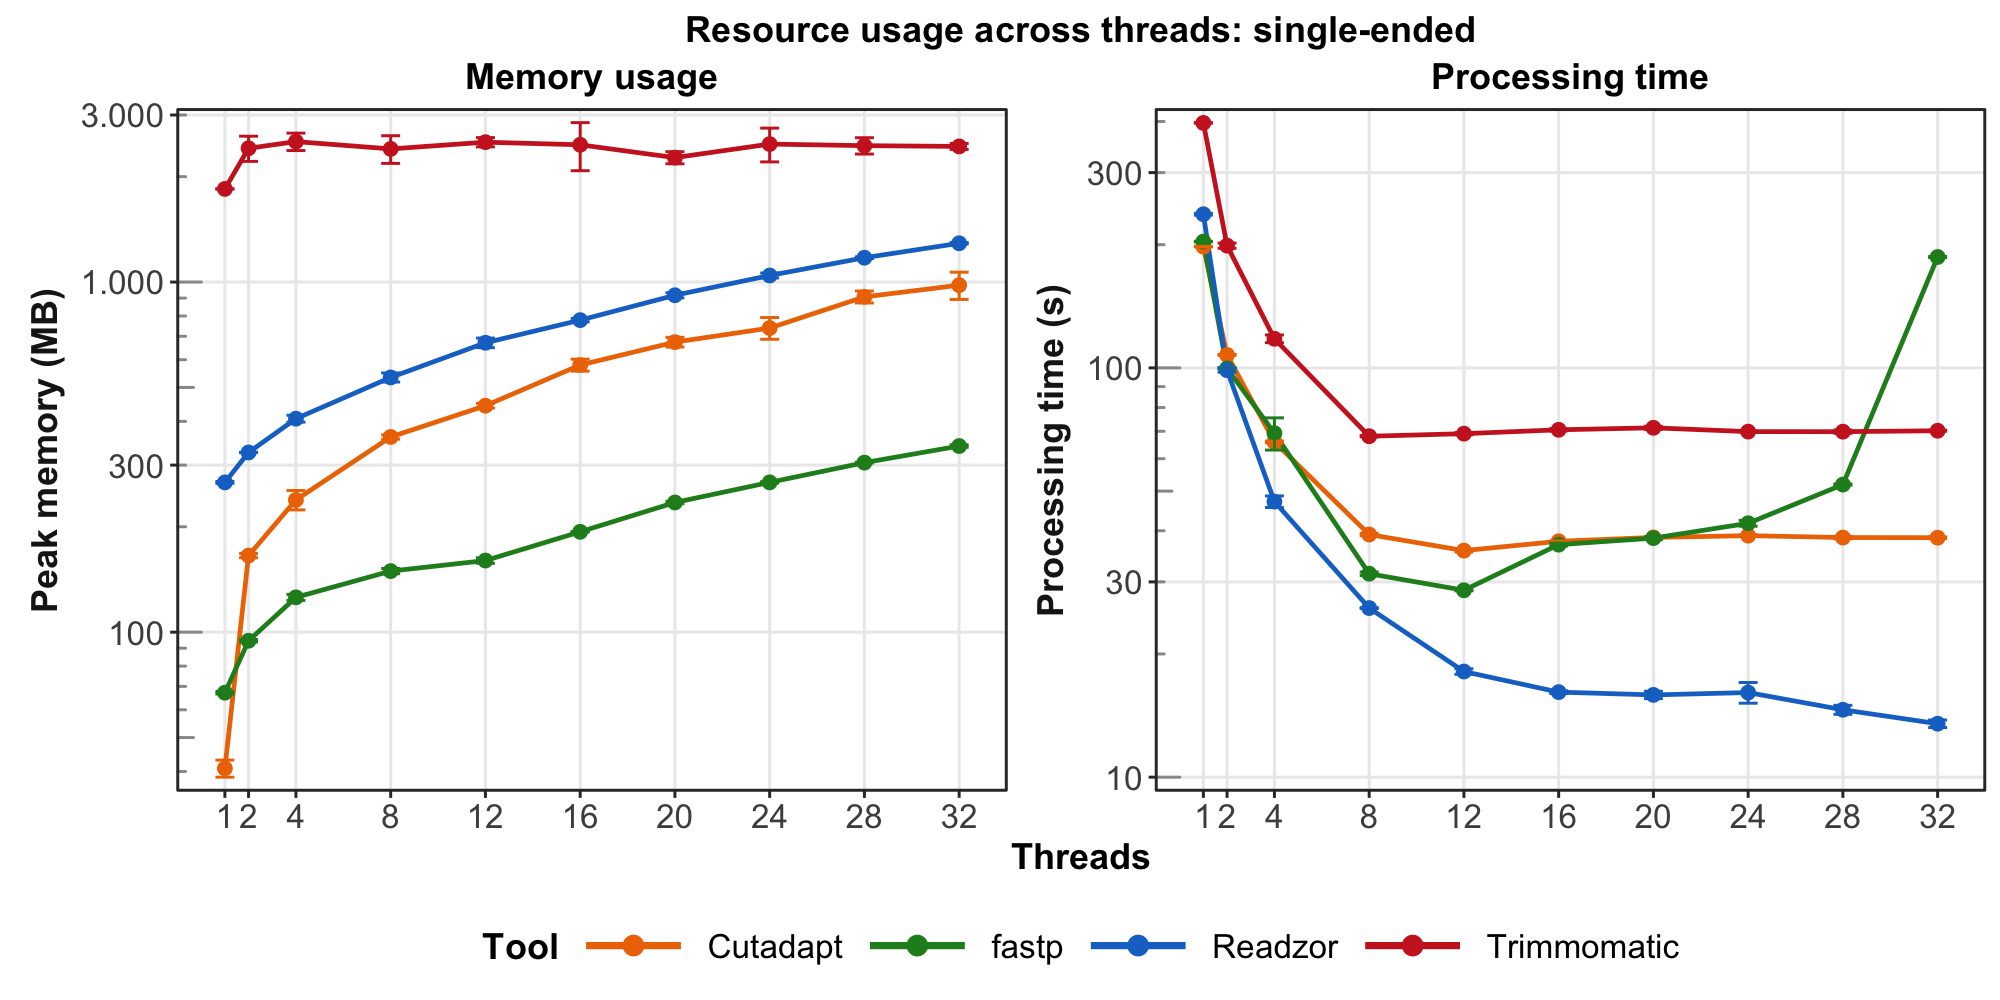 Resource usage across threads: single-ended
Memory usage
Processing time
Peak memory (MB)
3.000
1.000
300
100
1 2 4 8 12 16 20 24 28 32
Processing time (s)
300
100
30
10
1 2 4 8 12 16 20 24 28 32
Threads
Tool Cutadapt fastp Readzor Trimmomatic